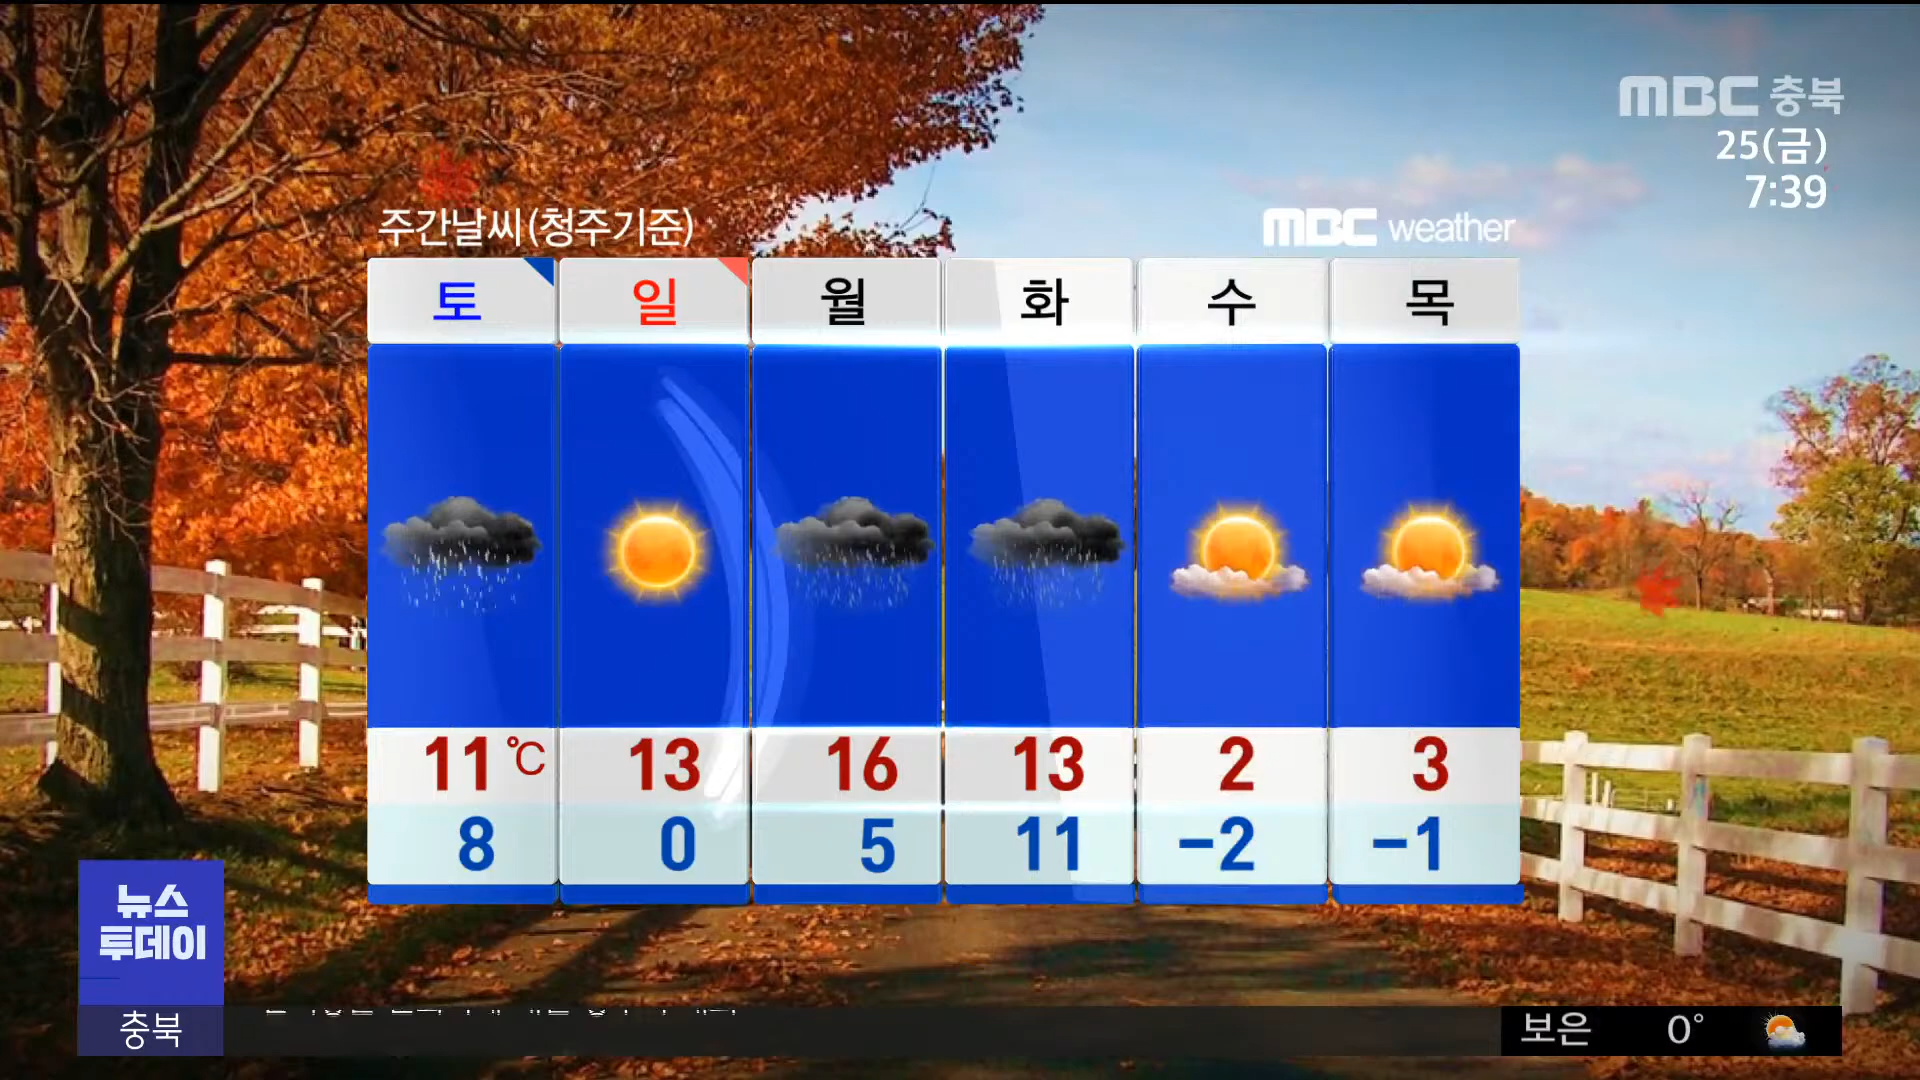 MBC 충북
25(금)
7:39
주간날씨(청주기준)
MBC weather
토 일 월 화 수 목
11℃ 13 16 13 2 3
8 0 5 11 -2 -1
뉴스
투데이
충북
보은 0°